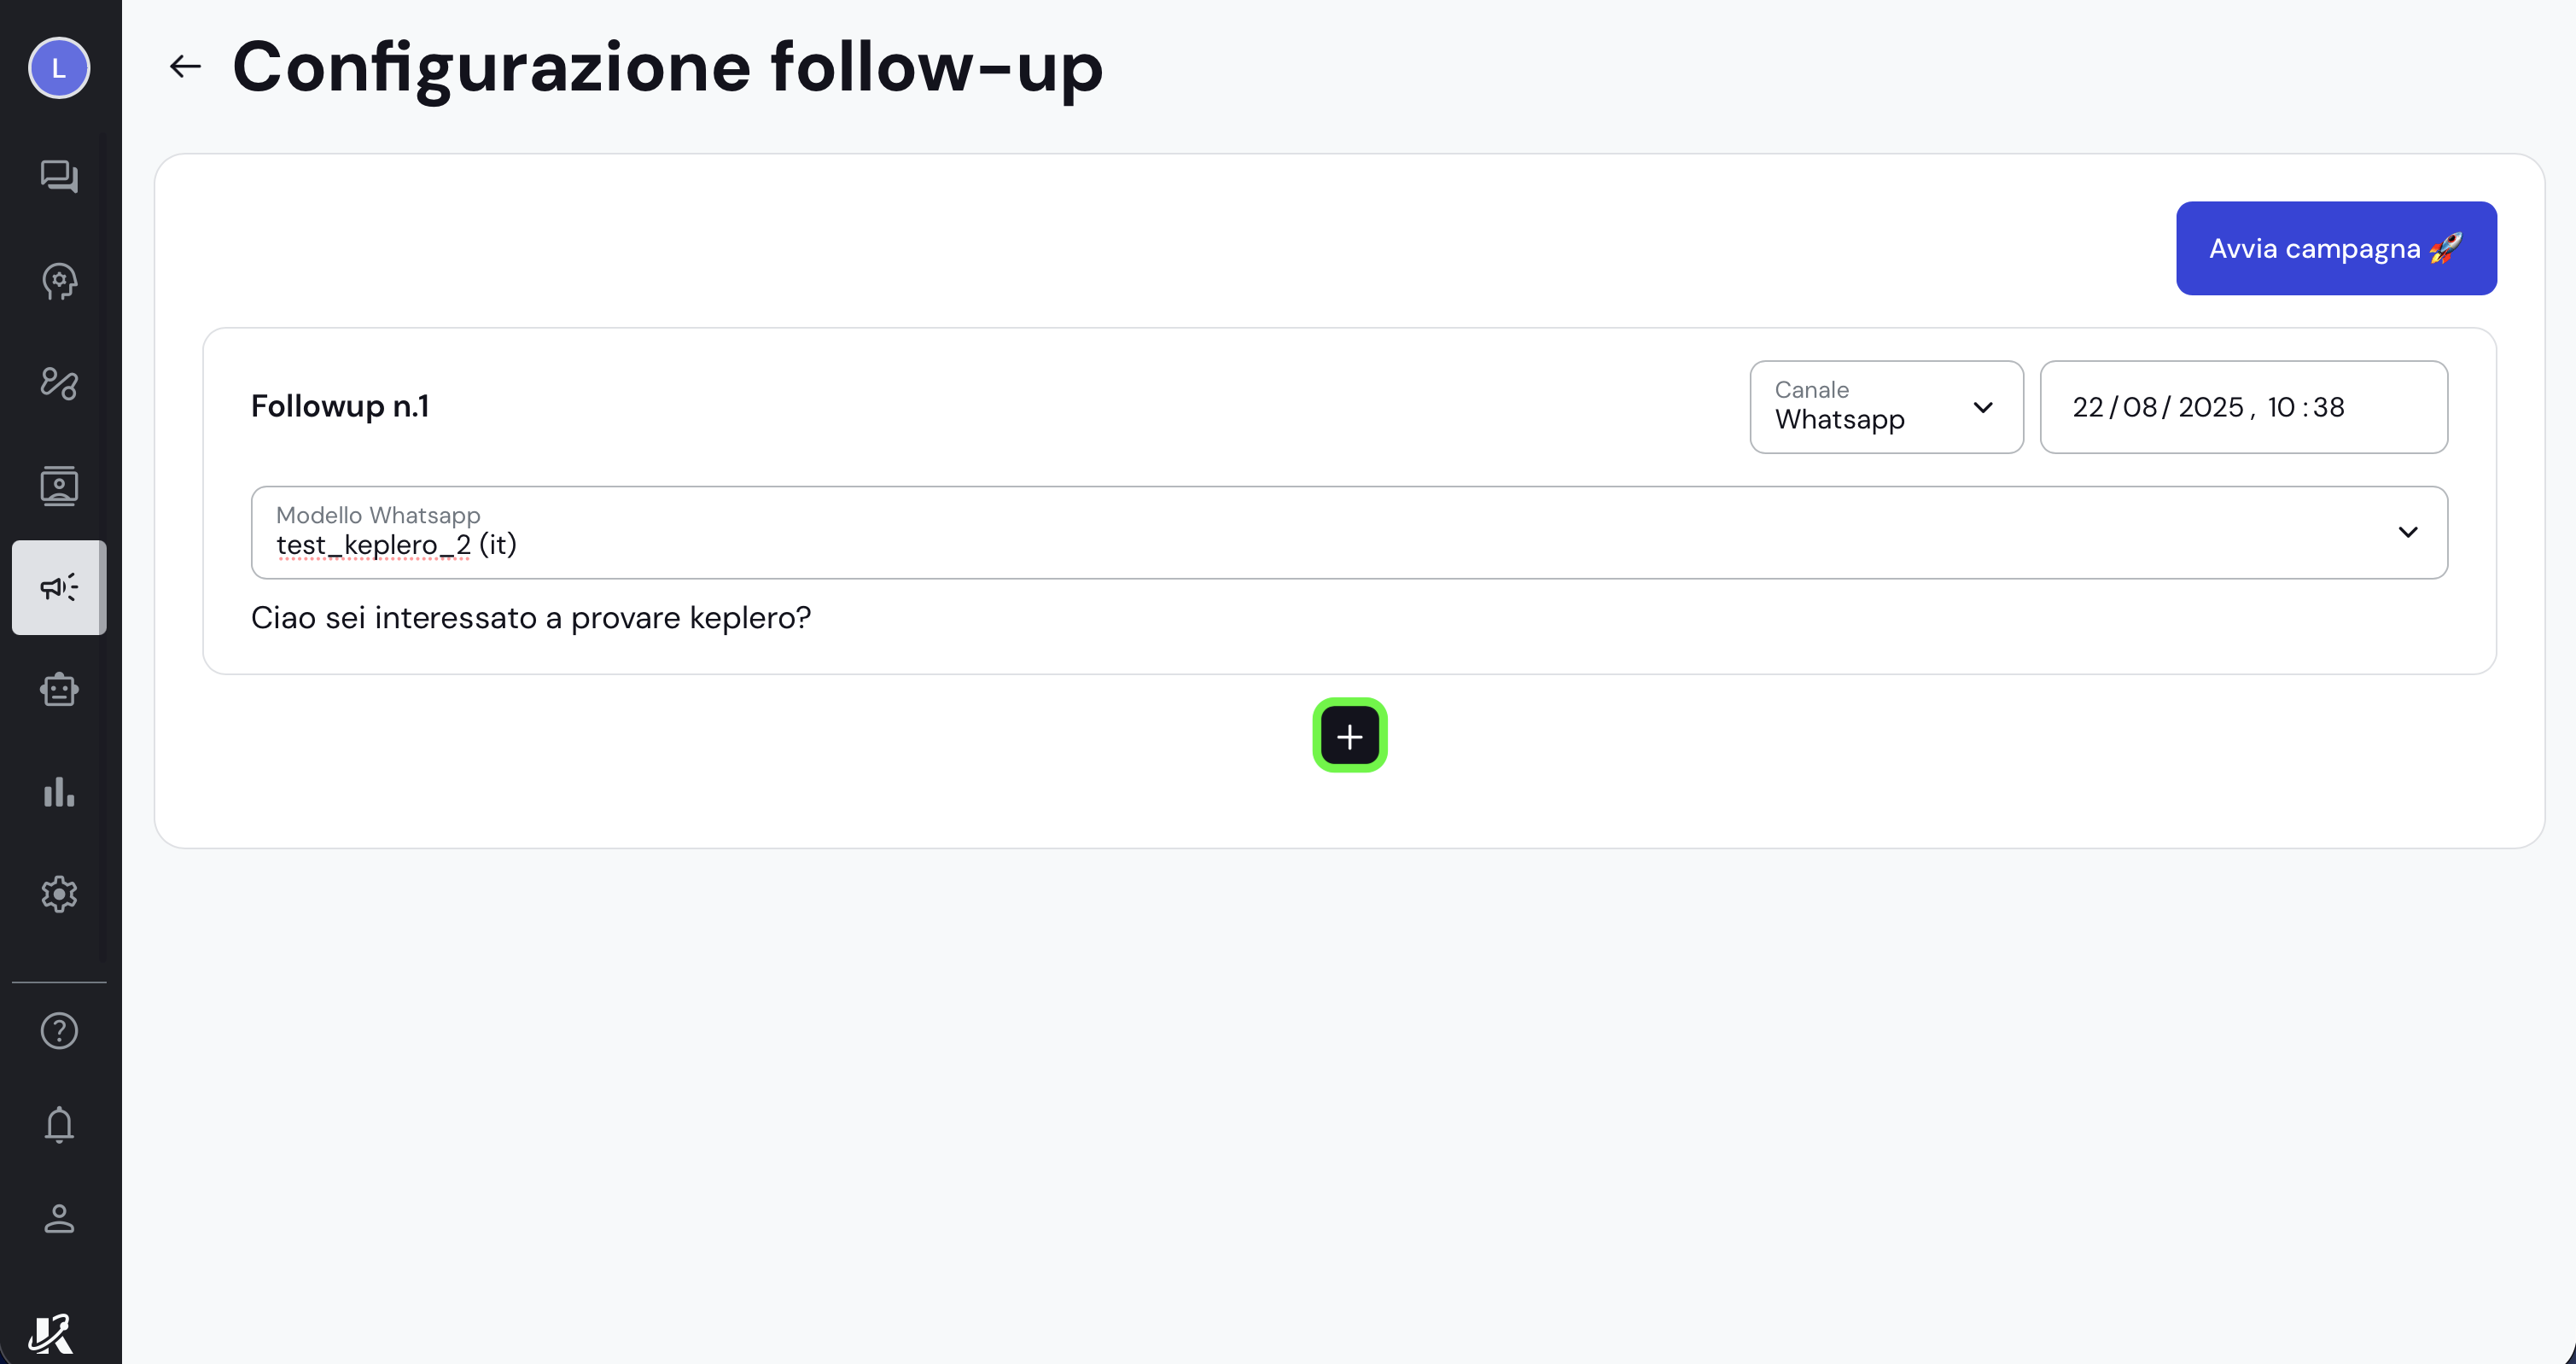 L
Configurazione follow-up
Avvia campagna 🚀
Followup n.1
Canale
Whatsapp
22/08/2025, 10:38
Modello Whatsapp
test_keplero_2 (it)
Ciao sei interessato a provare keplero?